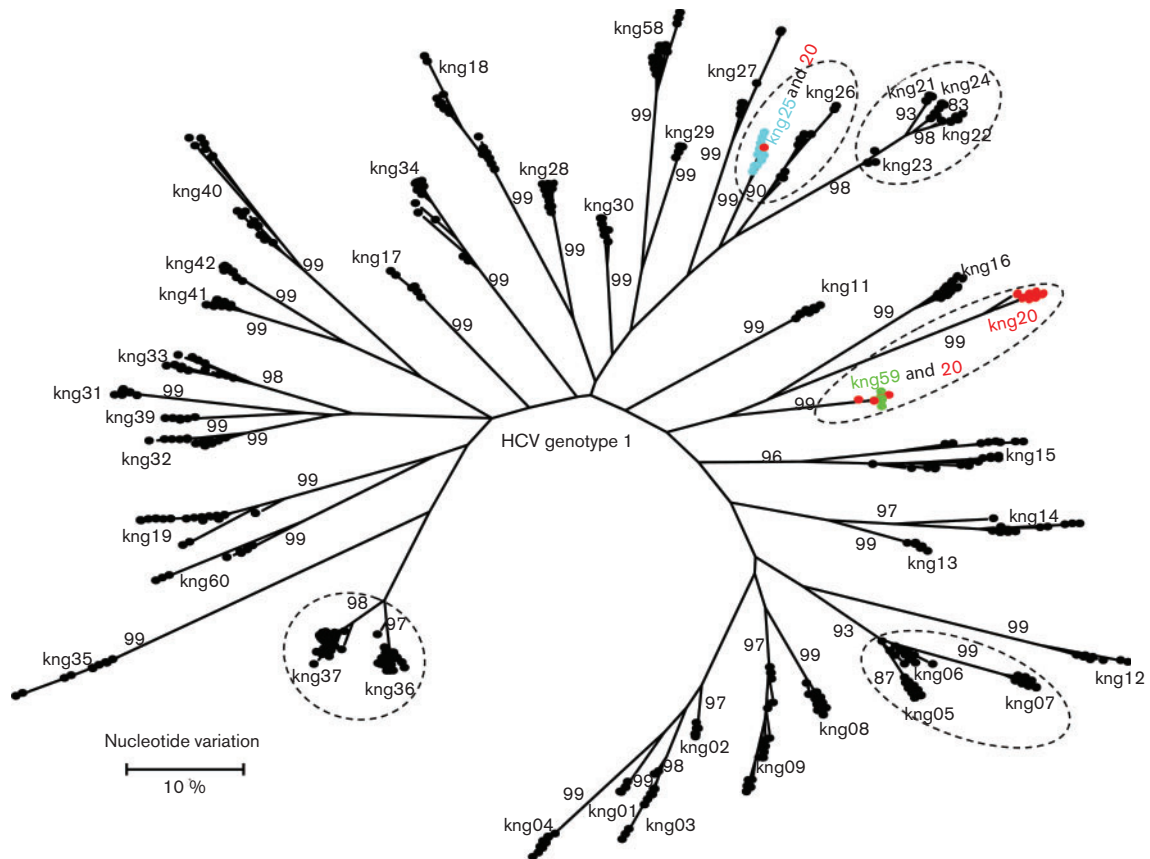 kng58
kng18
kng27
kng25 and 20
kng26
kng21
kng24
93
83
98
kng22
kng23
98
99
kng29
99
99
99
90
kng28
kng34
99
99
kng30
99
kng40
99
kng17
99
99
kng42
99
kng41
99
kng16
kng11
99
99
kng20
99
kng59 and 20
99
kng33
98
kng31
99
kng39
99
kng32
99
HCV genotype 1
96
kng15
99
kng19
99
kng60
97
kng14
99
kng13
99
kng35
98
97
kng37
kng36
93
99
kng12
99
87
kng06
kng05
kng07
97
99
kng08
97
kng02
kng09
98
99
kng01
kng03
99
kng04
Nucleotide variation
10 %